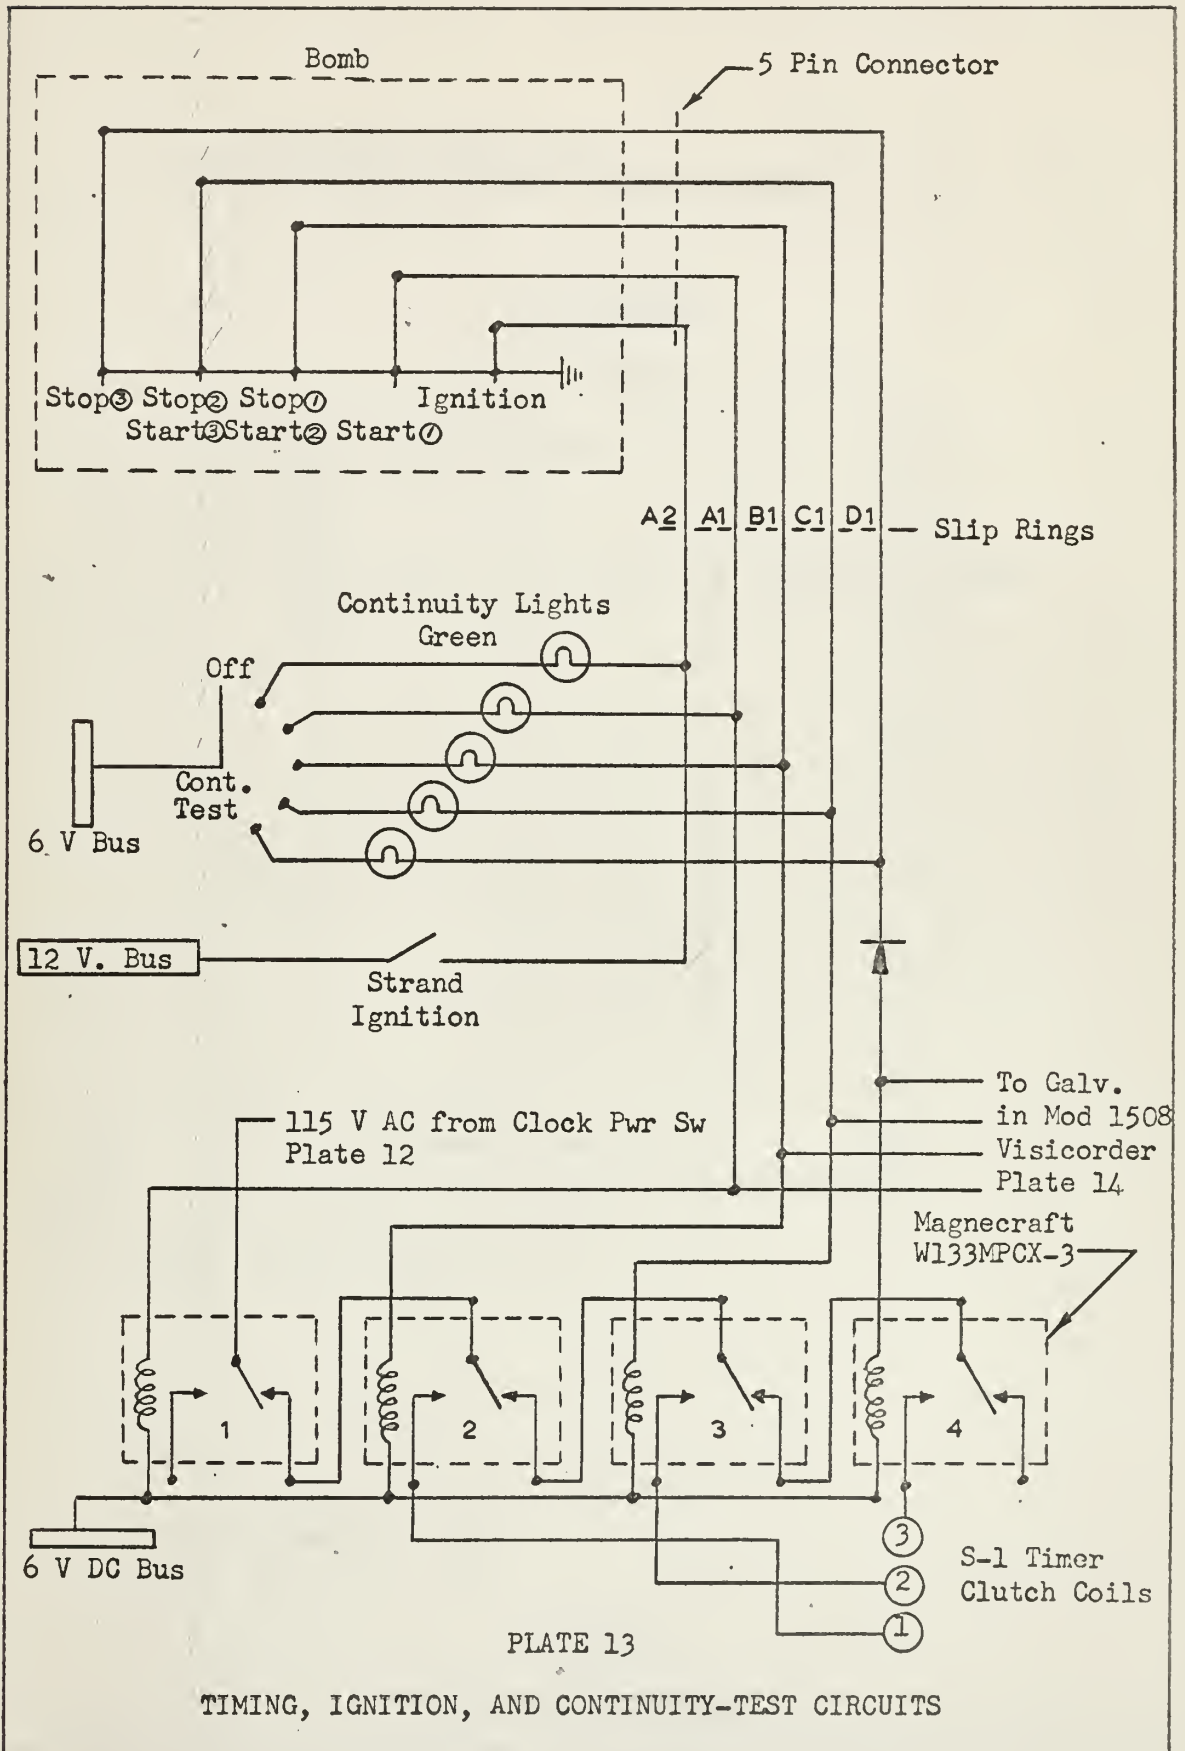 Bomb
5 Pin Connector
Stop③ Stop② Stop① Ignition
Start③ Start② Start①
A2 A1 B1 C1 D1 Slip Rings
Continuity Lights
Green
Off
Cont.
Test
6 V Bus
12 V. Bus
Strand
Ignition
115 V AC from Clock Pwr Sw
Plate 12
To Galv.
in Mod 1508
Visicorder
Plate 14
Magnecraft
W133MPCX-3
1 2 3 4
6 V DC Bus
3
2
1
S-1 Timer
Clutch Coils
PLATE 13
TIMING, IGNITION, AND CONTINUITY-TEST CIRCUITS